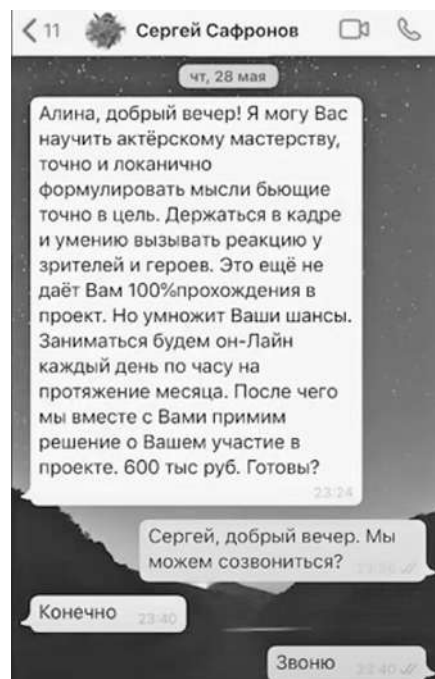 11 Сергей Сафронов
чт, 28 мая
Алина, добрый вечер! Я могу Вас
научить актёрскому мастерству,
точно и локанично
формулировать мысли бьющие
точно в цель. Держаться в кадре
и умению вызывать реакцию у
зрителей и героев. Это ещё не
даёт Вам 100%прохождения в
проект. Но умножит Ваши шансы.
Заниматься будем он-Лайн
каждый день по часу на
протяжение месяца. После чего
мы вместе с Вами примим
решение о Вашем участие в
проекте. 600 тыс руб. Готовы?
23:24
Сергей, добрый вечер. Мы
можем созвониться?
Конечно 23:40
Звоню 23:40